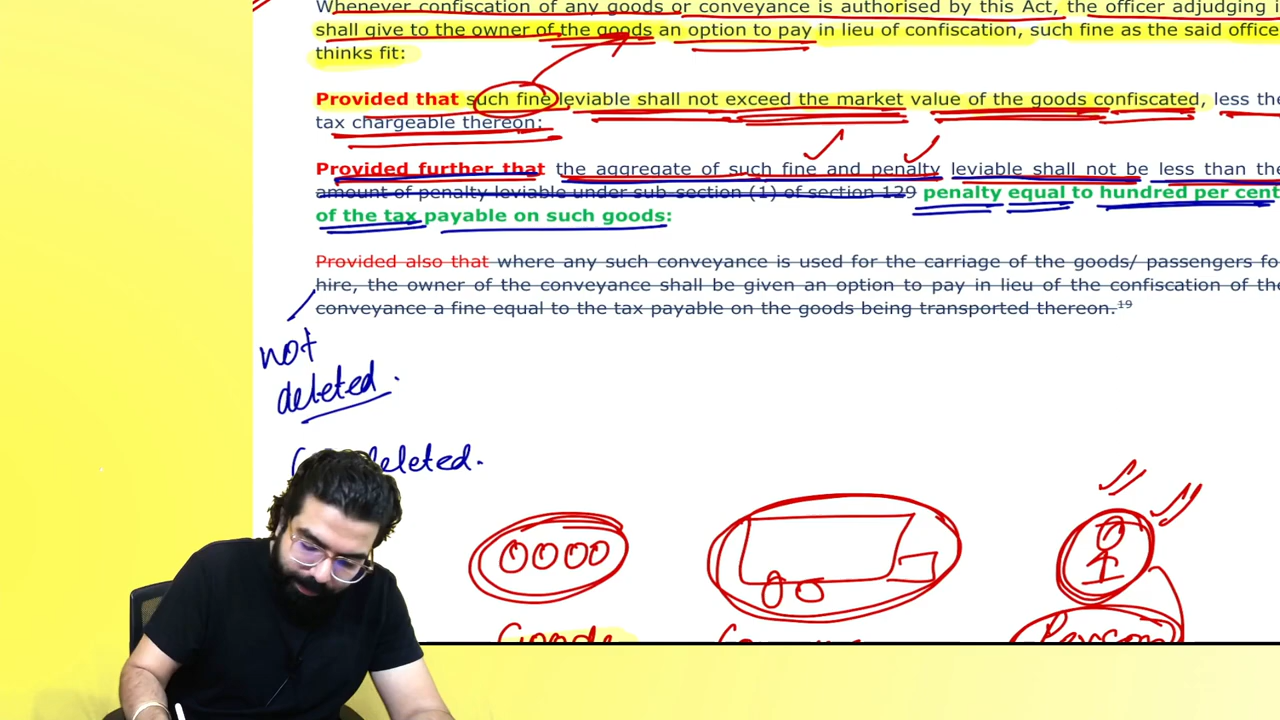 Whenever confiscation of any goods or conveyance is authorised by this Act, the officer adjudging i
shall give to the owner of the goods an option to pay in lieu of confiscation, such fine as the said office
thinks fit:
Provided that such fine leviable shall not exceed the market value of the goods confiscated, less the
tax chargeable thereon:
Provided further that the aggregate of such fine and penalty leviable shall not be less than the
amount of penalty leviable under sub-section (1) of section 129 penalty equal to hundred per cent
of the tax payable on such goods:
Provided also that where any such conveyance is used for the carriage of the goods/ passengers fo
hire, the owner of the conveyance shall be given an option to pay in lieu of the confiscation of the
conveyance a fine equal to the tax payable on the goods being transported thereon.19
not
deleted.
deleted.
Goods
Person